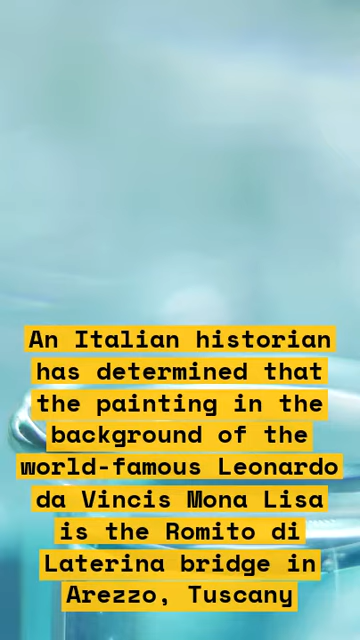 An Italian historian
has determined that
the painting in the
background of the
world-famous Leonardo
da Vincis Mona Lisa
is the Romito di
Laterina bridge in
Arezzo, Tuscany